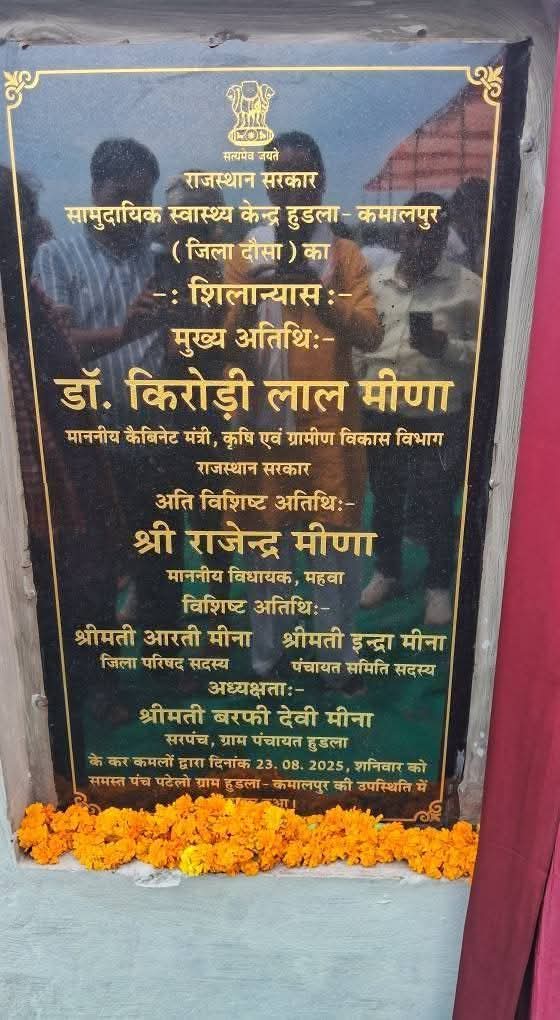 सत्यमेव जयते
राजस्थान सरकार
सामुदायिक स्वास्थ्य केन्द्र हुडला- कमालपुर
( जिला दौसा ) का
-: शिलान्यास :-
मुख्य अतिथि:-
डॉ. किरोड़ी लाल मीणा
माननीय कैबिनेट मंत्री, कृषि एवं ग्रामीण विकास विभाग
राजस्थान सरकार
अति विशिष्ट अतिथि:-
श्री राजेन्द्र मीणा
माननीय विधायक, महवा
विशिष्ट अतिथि:-
श्रीमती आरती मीना श्रीमती इन्द्रा मीना
जिला परिषद सदस्य पंचायत समिति सदस्य
अध्यक्षता:-
श्रीमती बरफी देवी मीना
सरपंच, ग्राम पंचायत हुडला
के कर कमलों द्वारा दिनांक 23. 08. 2025, शनिवार को
समस्त पंच पटेलो ग्राम हुडला- कमालपुर की उपस्थिति में